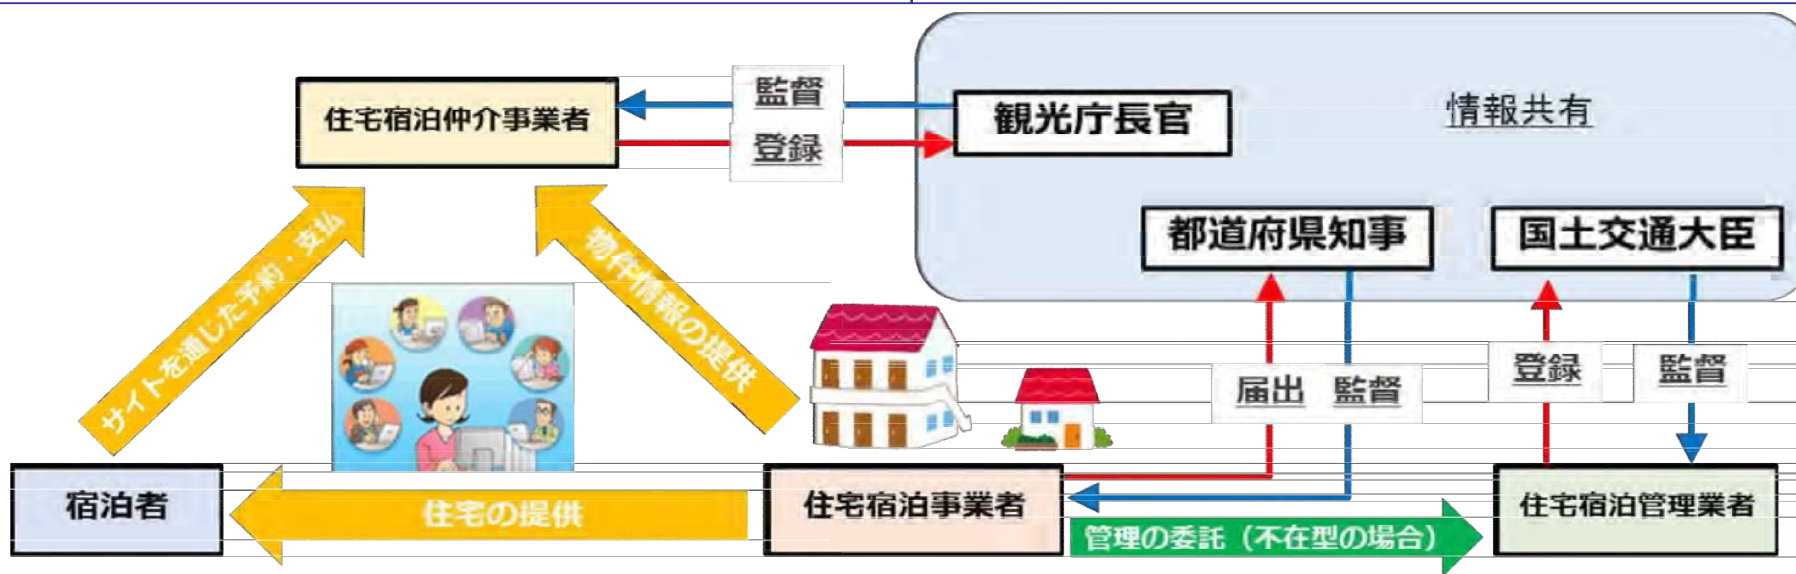 監督
住宅宿泊仲介事業者
観光庁長官
情報共有
登録
都道府県知事
国土交通大臣
サイトを通じた予約・支払
物件情報の提供
届出
監督
登録
監督
宿泊者
住宅の提供
住宅宿泊事業者
住宅宿泊管理業者
管理の委託（不在型の場合）